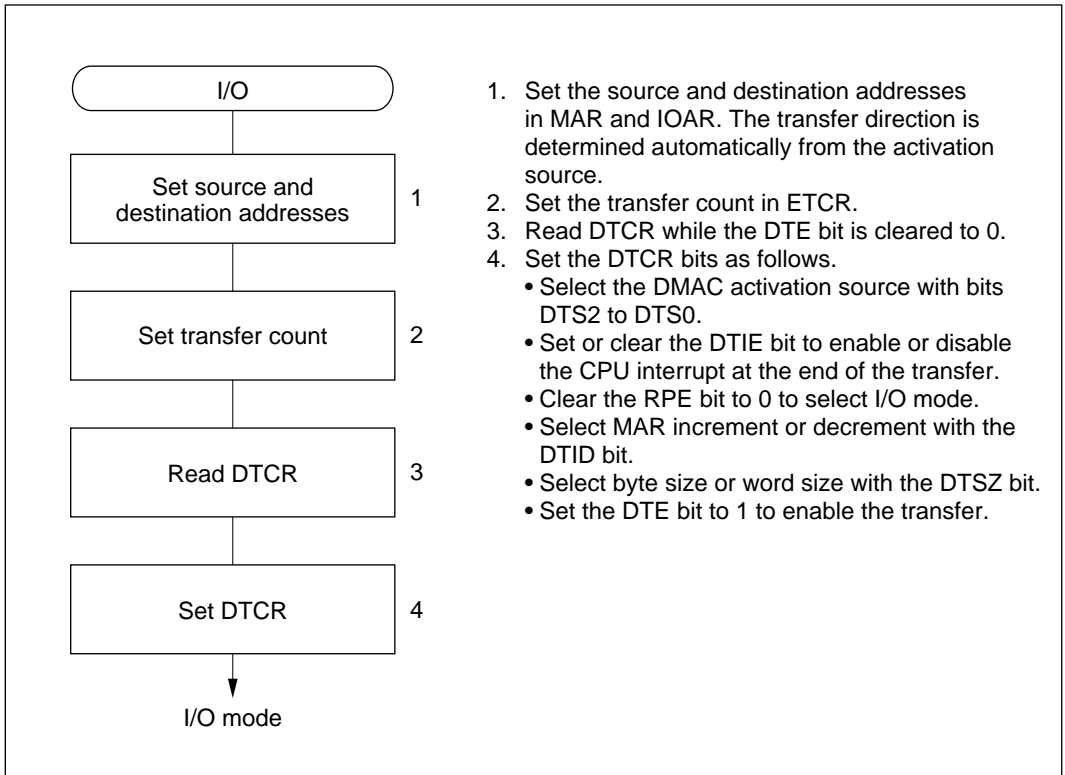 I/O
Set source and
destination addresses
1
Set transfer count
2
Read DTCR
3
Set DTCR
4
I/O mode
1. Set the source and destination addresses
in MAR and IOAR. The transfer direction is
determined automatically from the activation
source.
2. Set the transfer count in ETCR.
3. Read DTCR while the DTE bit is cleared to 0.
4. Set the DTCR bits as follows.
• Select the DMAC activation source with bits
DTS2 to DTS0.
• Set or clear the DTIE bit to enable or disable
the CPU interrupt at the end of the transfer.
• Clear the RPE bit to 0 to select I/O mode.
• Select MAR increment or decrement with the
DTID bit.
• Select byte size or word size with the DTSZ bit.
• Set the DTE bit to 1 to enable the transfer.